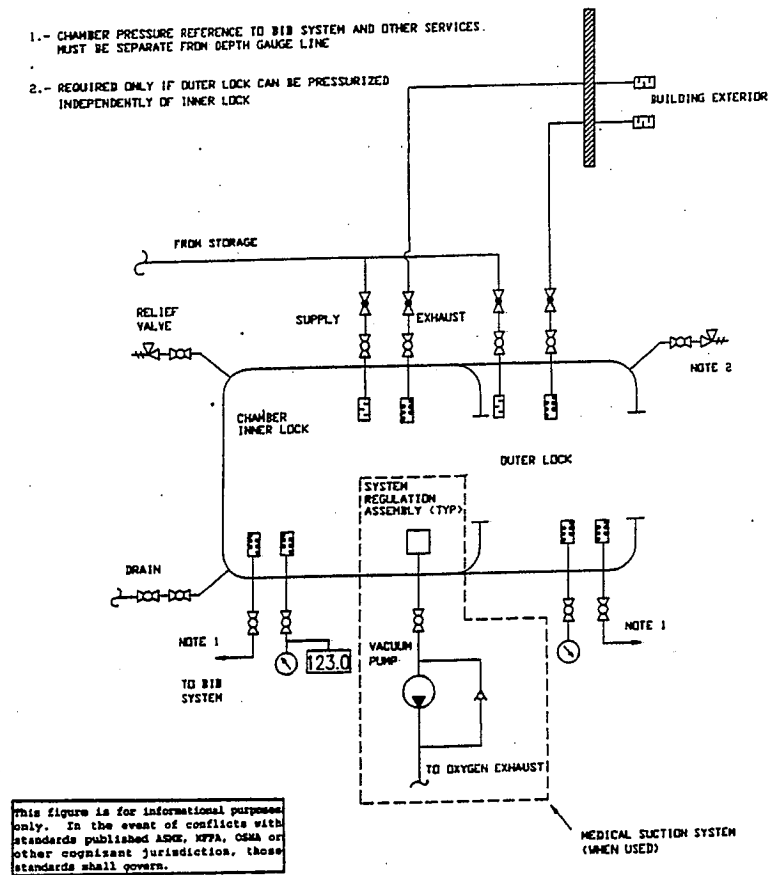 1.- CHAMBER PRESSURE REFERENCE TO BIB SYSTEM AND OTHER SERVICES.
MUST BE SEPARATE FROM DEPTH GAUGE LINE
2.- REQUIRED ONLY IF OUTER LOCK CAN BE PRESSURIZED
INDEPENDENTLY OF INNER LOCK
BUILDING EXTERIOR
FROM STORAGE
RELIEF
VALVE
SUPPLY
EXHAUST
NOTE 2
CHAMBER
INNER LOCK
OUTER LOCK
SYSTEM
REGULATION
ASSEMBLY (TYP)
DRAIN
NOTE 1
TO BIB
SYSTEM
123.0
VACUUM
PUMP
NOTE 1
TO OXYGEN EXHAUST
MEDICAL SUCTION SYSTEM
(WHEN USED)
This figure is for informational purposes
only. In the event of conflicts with
standards published ASME, NFPA, OSHA or
other cognizant jurisdiction, those
standards shall govern.